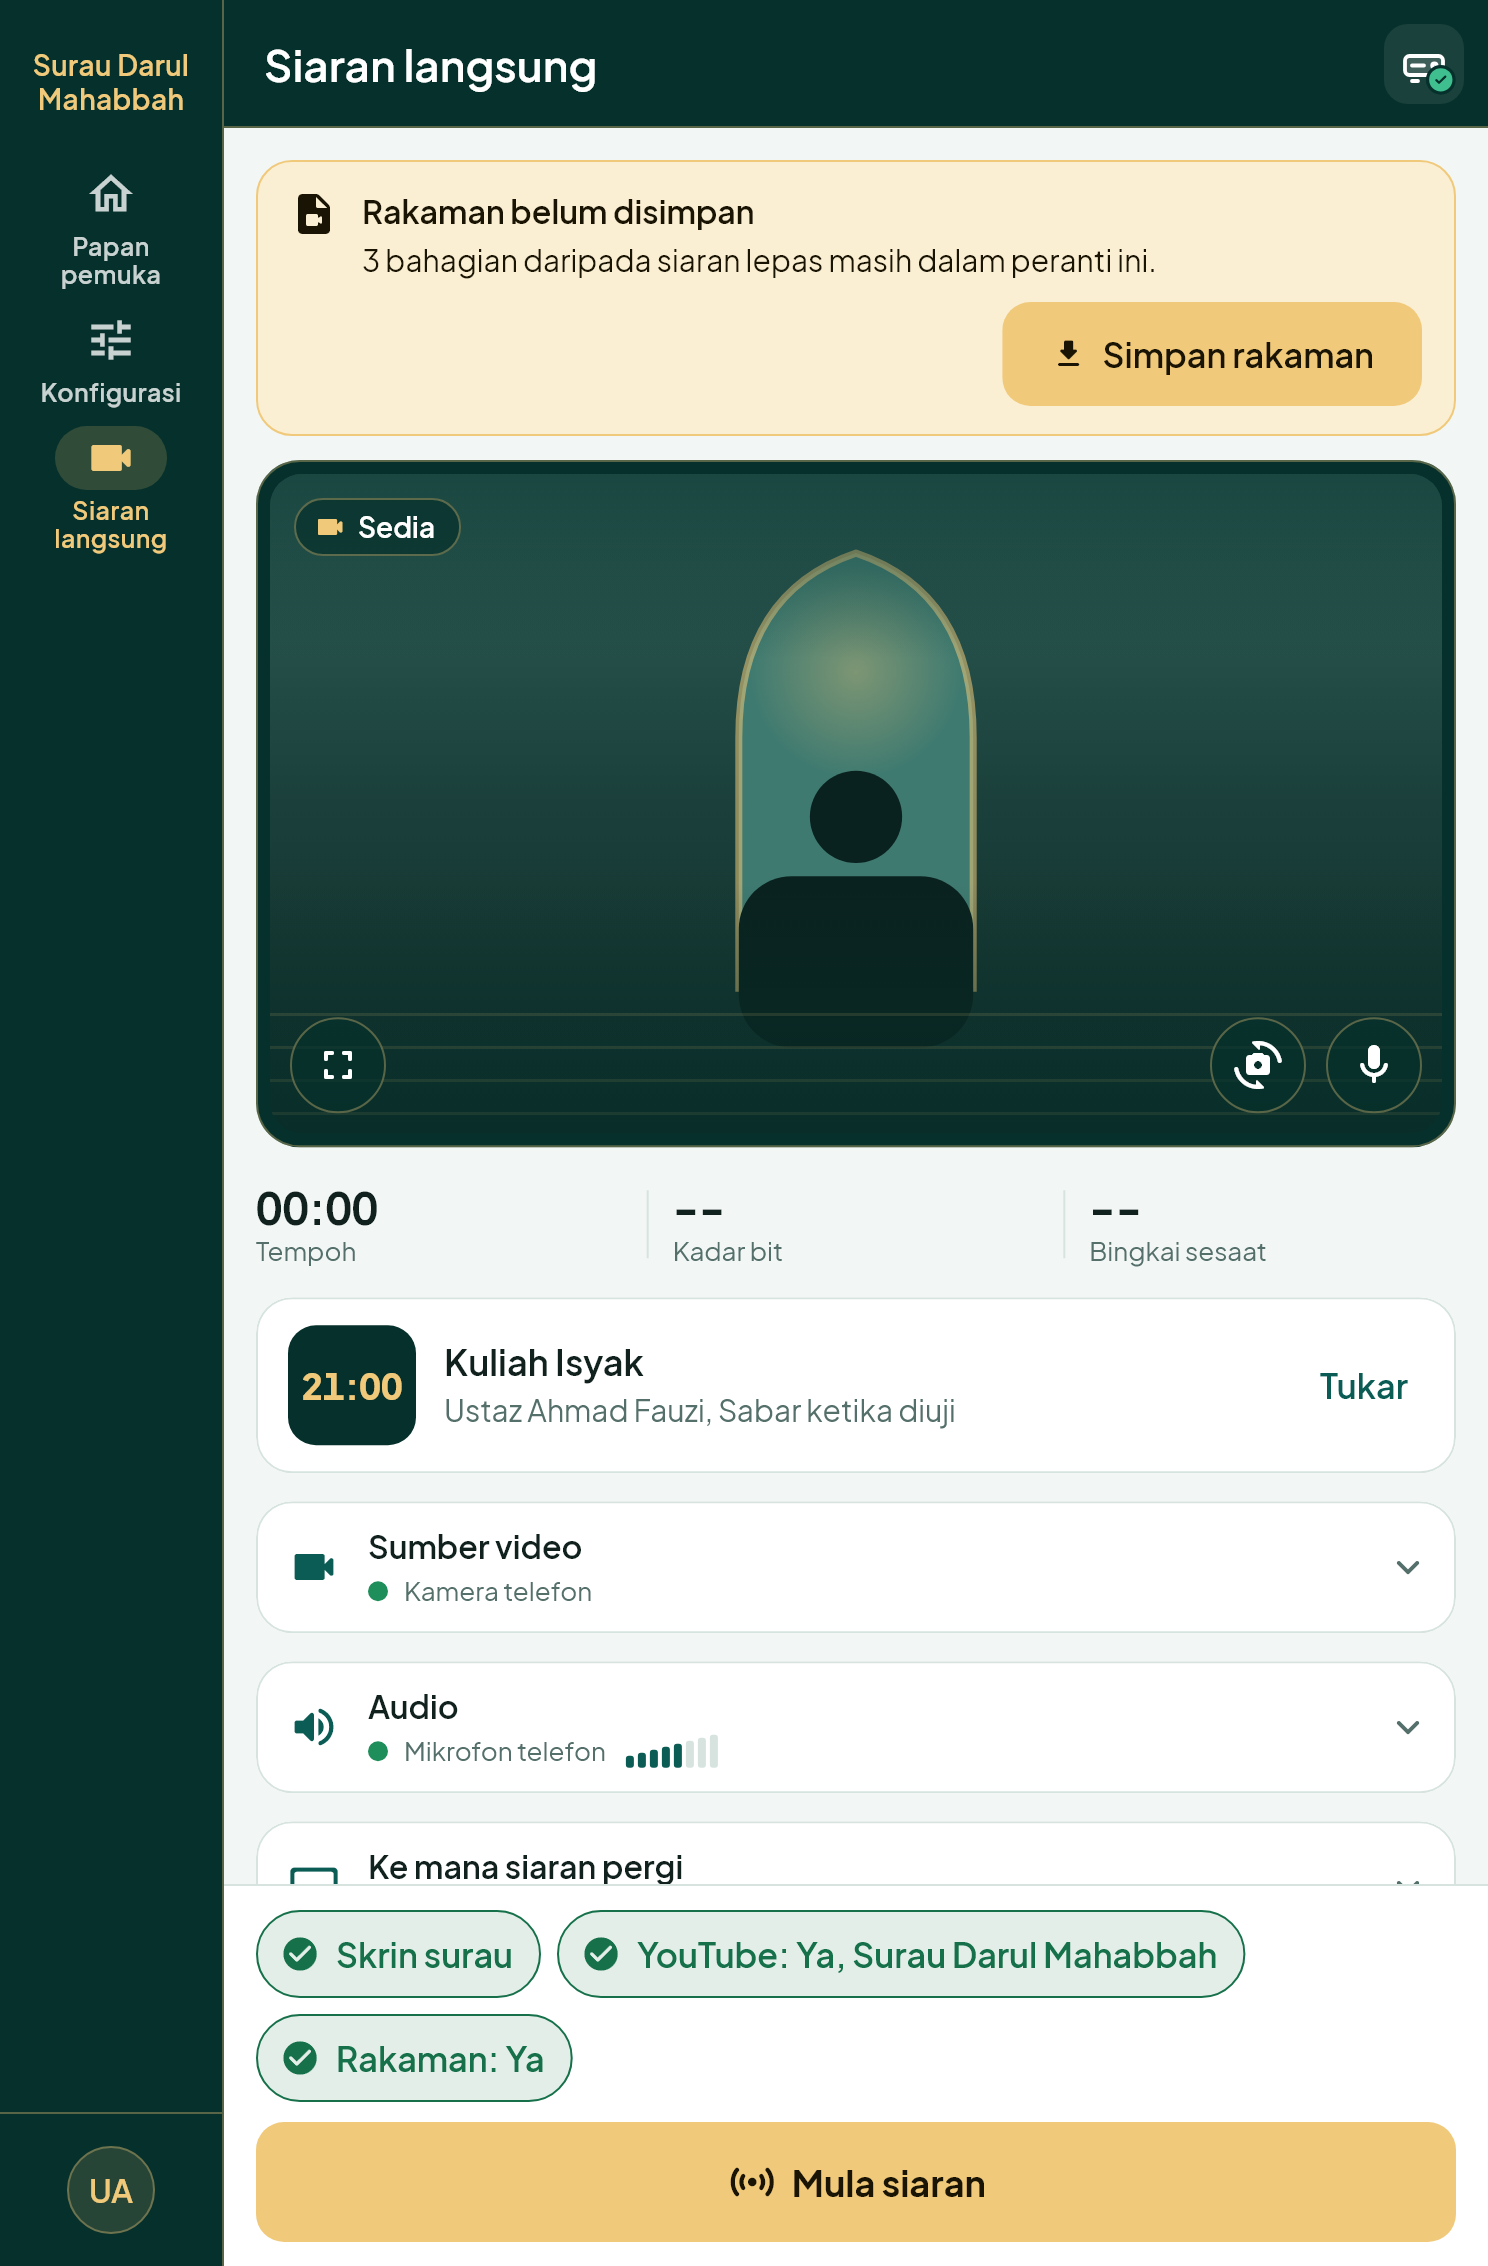 Surau Darul
Mahabbah
Papan
pemuka
Konfigurasi
Siaran
langsung
UA
Siaran langsung
Rakaman belum disimpan
3 bahagian daripada siaran lepas masih dalam peranti ini.
Simpan rakaman
Sedia
00:00
Tempoh
--
Kadar bit
--
Bingkai sesaat
21:00
Kuliah Isyak
Ustaz Ahmad Fauzi, Sabar ketika diuji
Tukar
Sumber video
Kamera telefon
Audio
Mikrofon telefon
Ke mana siaran pergi
Skrin surau
YouTube: Ya, Surau Darul Mahabbah
Rakaman: Ya
Mula siaran